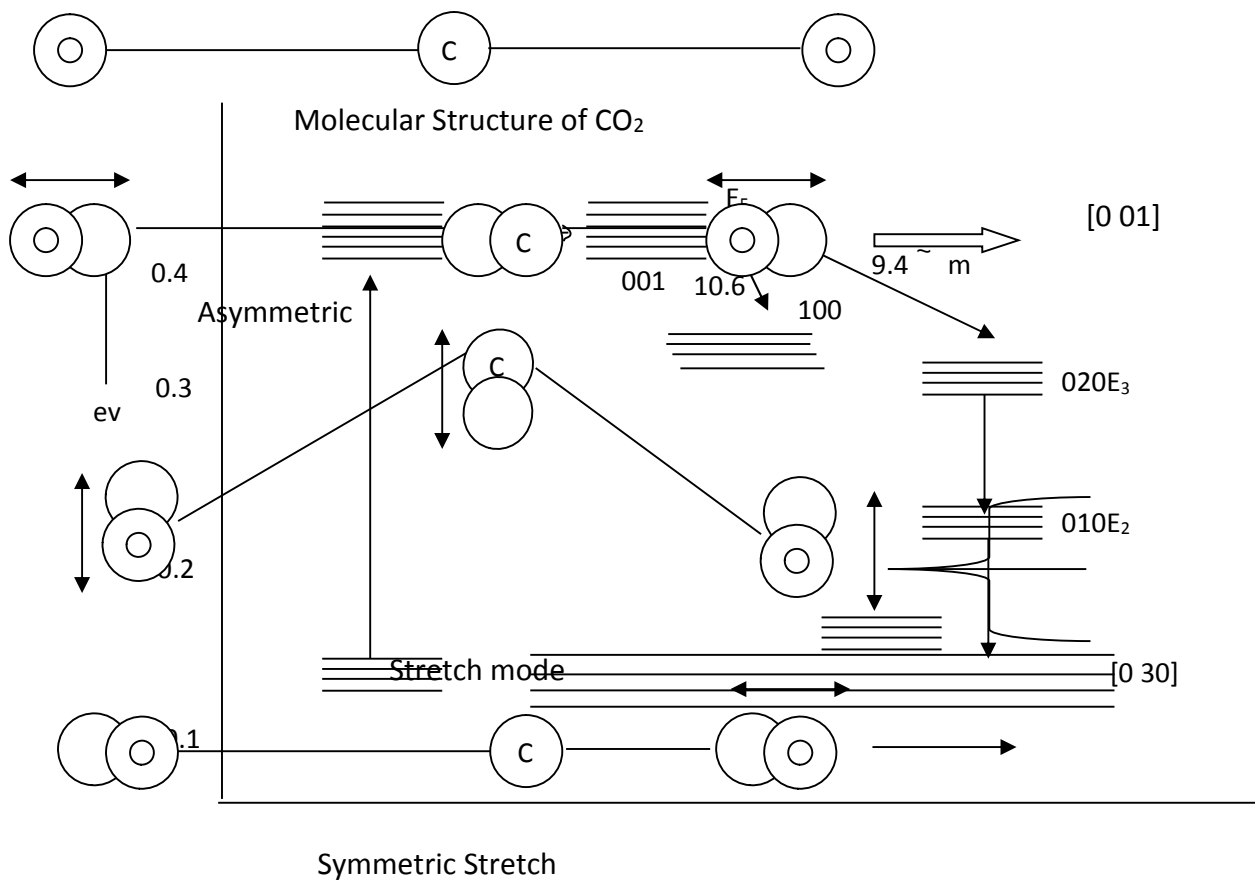 C
Molecular Structure of CO₂
[0 01]
C
9.4 ~ m
0.4
001
10.6
100
Asymmetric
C
0.3
020E₃
ev
010E₂
Stretch mode
[0 30]
C
Symmetric Stretch